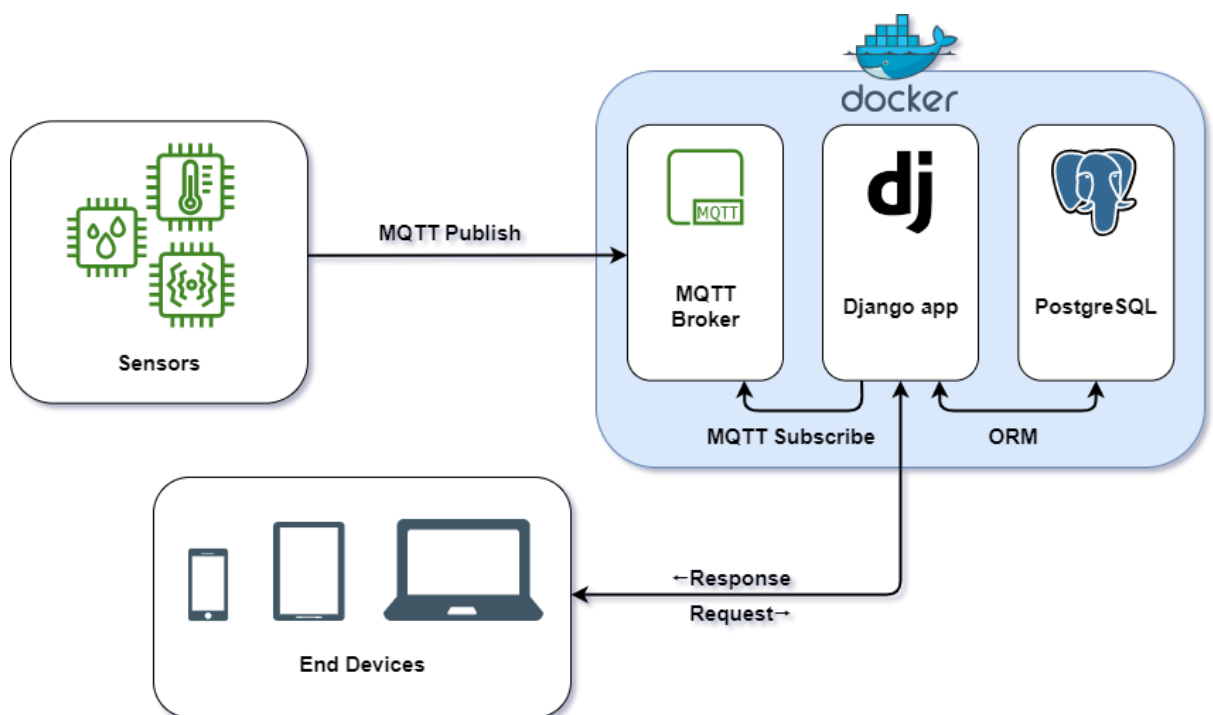 docker
MQTT
dj
MQTT Publish
MQTT
Broker
Django app
PostgreSQL
Sensors
MQTT Subscribe
ORM
←Response
Request→
End Devices